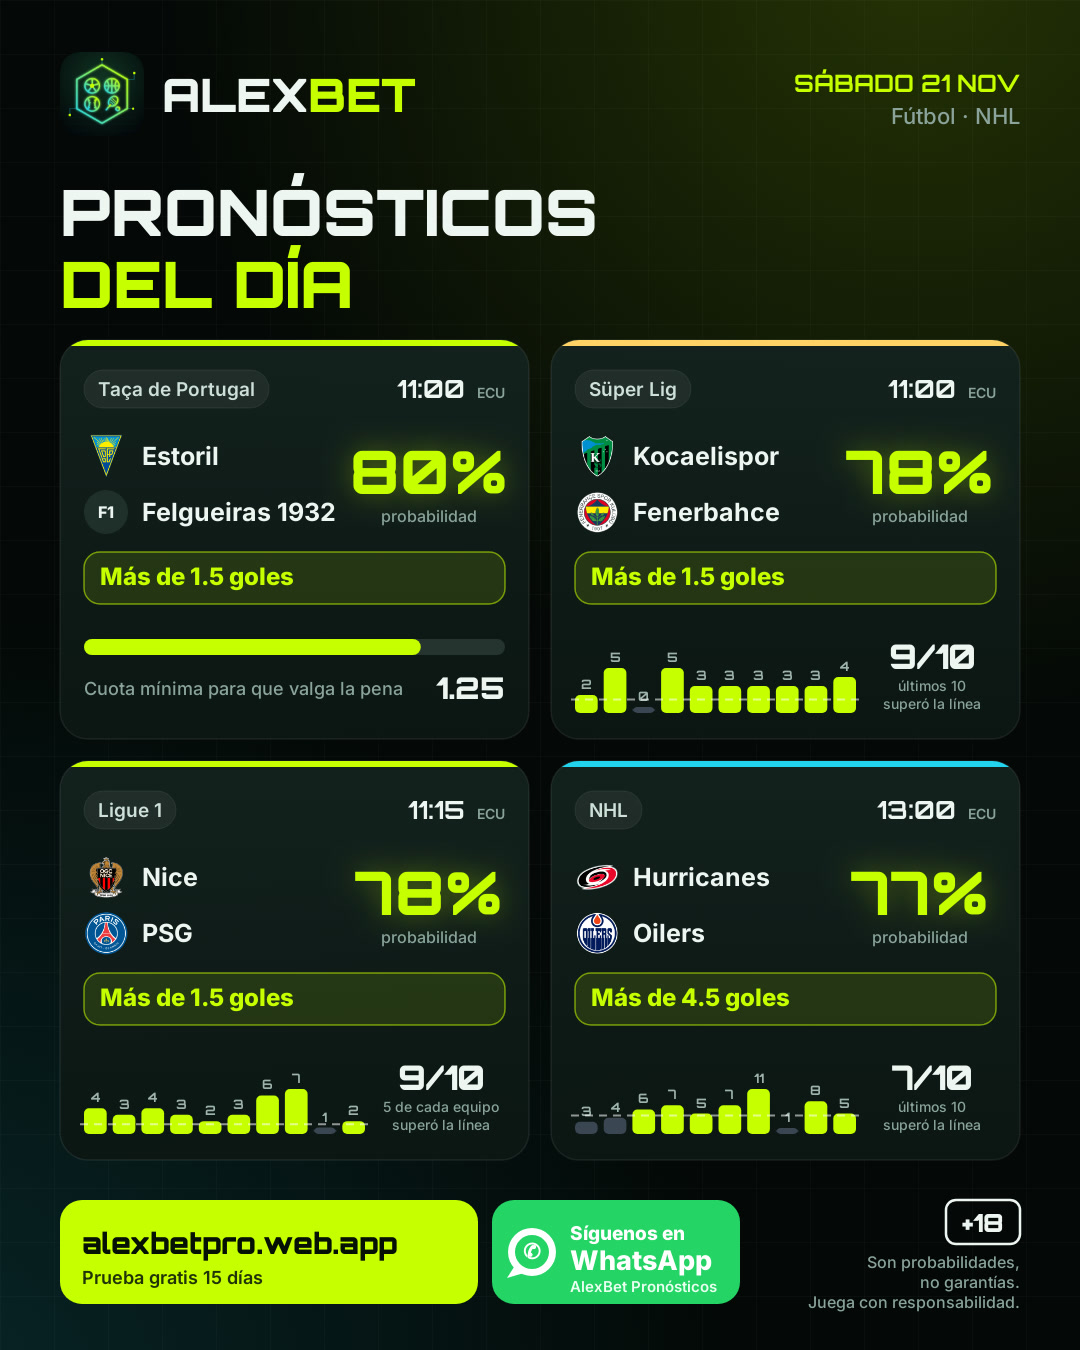 ALEXBET
SÁBADO 21 NOV
Fútbol · NHL
PRONÓSTICOS
DEL DÍA
Taça de Portugal
11:00 ECU
Estoril
F1
Felgueiras 1932
80%
probabilidad
Más de 1.5 goles
Cuota mínima para que valga la pena
1.25
Süper Lig
11:00 ECU
Kocaelispor
Fenerbahce
78%
probabilidad
Más de 1.5 goles
2 5 0 5 3 3 3 3 3 4
9/10
últimos 10
superó la línea
Ligue 1
11:15 ECU
OGC
NICE
Nice
PARIS
PSG
78%
probabilidad
Más de 1.5 goles
4 3 4 3 2 3 6 7 1 2
9/10
5 de cada equipo
superó la línea
NHL
13:00 ECU
Hurricanes
OILERS
Oilers
77%
probabilidad
Más de 4.5 goles
3 4 6 7 5 7 11 1 8 5
7/10
últimos 10
superó la línea
alexbetpro.web.app
Prueba gratis 15 días
Síguenos en
WhatsApp
AlexBet Pronósticos
+18
Son probabilidades,
no garantías.
Juega con responsabilidad.